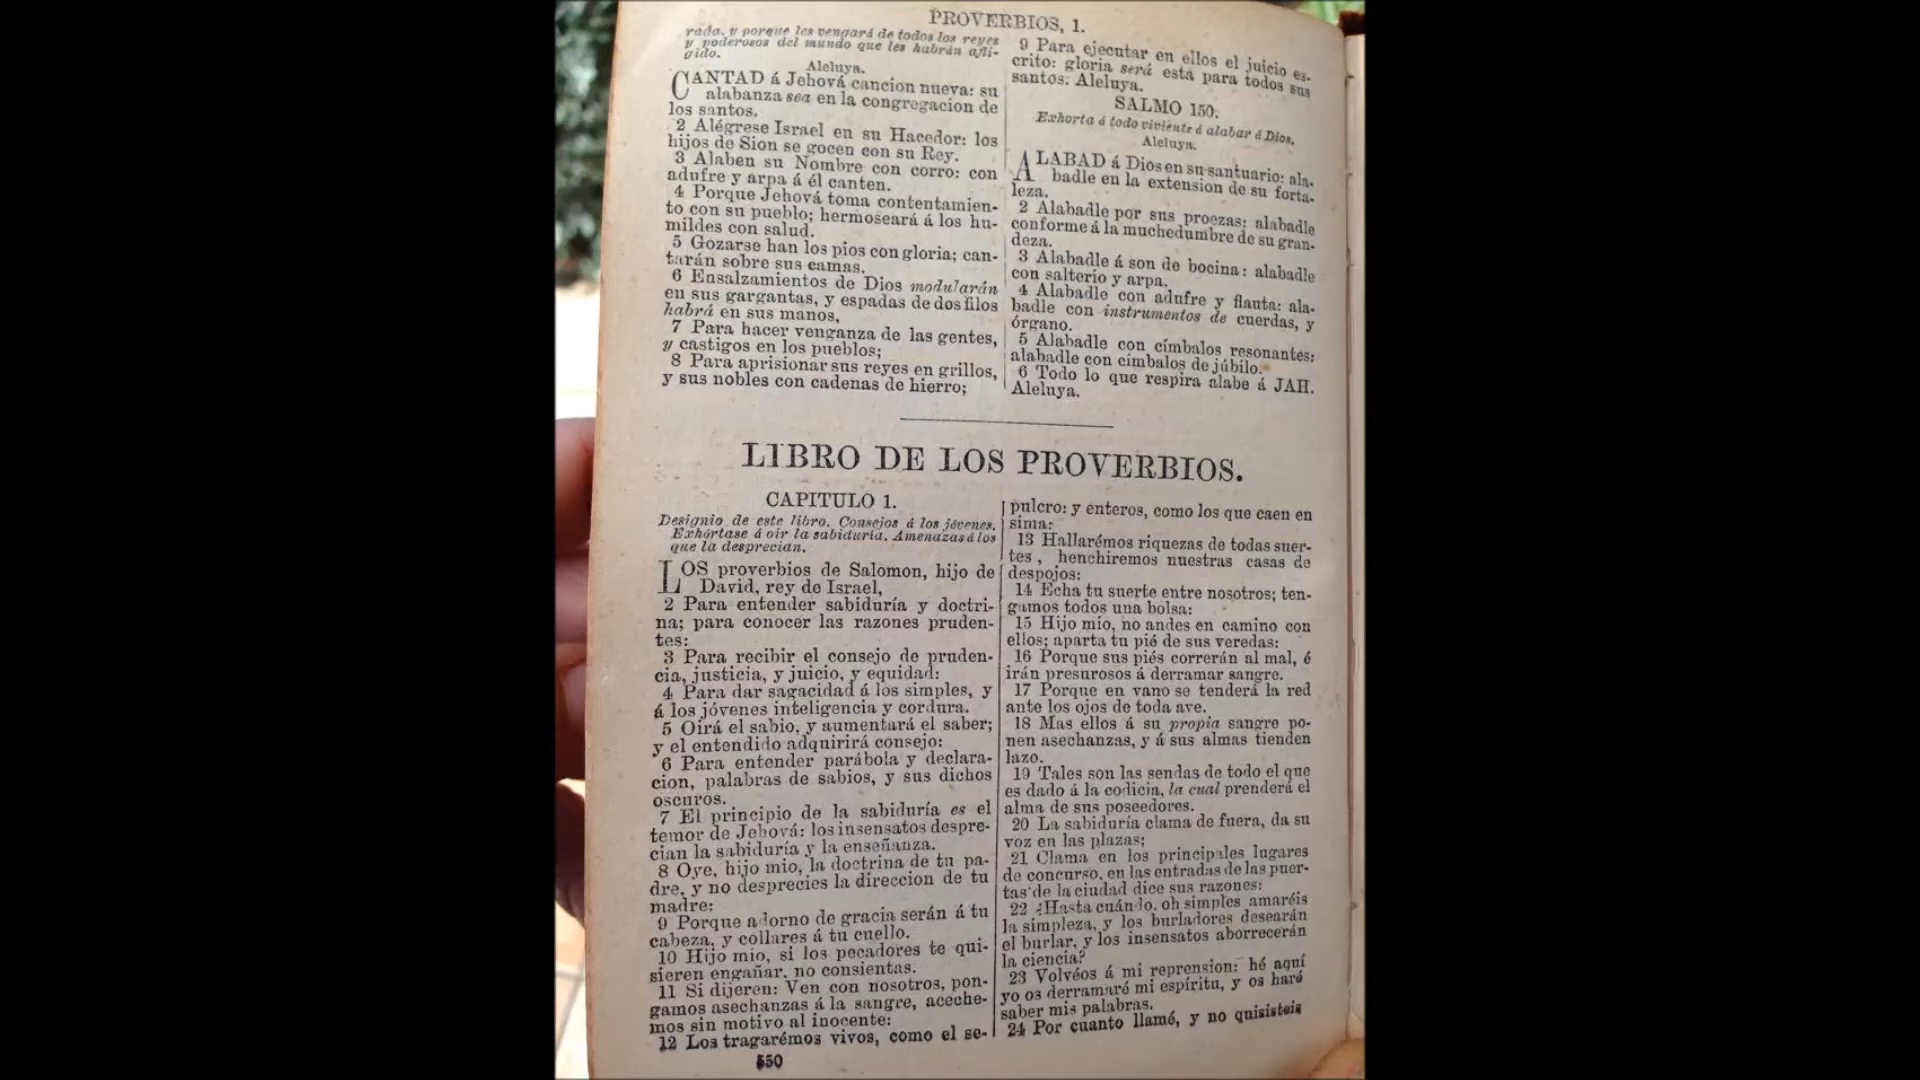 PROVERBIOS, 1.
rada, y porque les vengará de todos los reyes
y poderosos del mundo que les habrán afli-
gido.
Aleluya.
CANTAD á Jehová cancion nueva: su
alabanza sea en la congregacion de
los santos.
2 Alégrese Israel en su Hacedor: los
hijos de Sion se gocen con su Rey.
3 Alaben su Nombre con corro: con
adufre y arpa á él canten.
4 Porque Jehová toma contentamien-
to con su pueblo; hermoseará á los hu-
mildes con salud.
5 Gozarse han los pios con gloria; can-
tarán sobre sus camas.
6 Ensalzamientos de Dios modularán
en sus gargantas, y espadas de dos filos
habrá en sus manos,
7 Para hacer venganza de las gentes,
y castigos en los pueblos;
8 Para aprisionar sus reyes en grillos,
y sus nobles con cadenas de hierro;
9 Para ejecutar en ellos el juicio es-
crito: gloria será está para todos sus
santos. Aleluya.
SALMO 150.
Exhorta á todo viviente á alabar á Dios.
Aleluya.
ALABAD á Dios en su santuario: ala-
badle en la extension de su forta-
leza.
2 Alabadle por sus proezas: alabadle
conforme á la muchedumbre de su gran-
deza.
3 Alabadle á son de bocina: alabadle
con salterio y arpa.
4 Alabadle con adufre y flauta: ala-
badle con instrumentos de cuerdas, y
órgano.
5 Alabadle con címbalos resonantes:
alabadle con címbalos de júbilo.
6 Todo lo que respira alabe á JAH.
Aleluya.
LIBRO DE LOS PROVERBIOS.
CAPITULO 1.
Designio de este libro. Consejos á los jóvenes.
Exhórtase á oir la sabiduría. Amenazas á los
que la desprecian.
LOS proverbios de Salomon, hijo de
David, rey de Israel,
2 Para entender sabiduría y doctri-
na; para conocer las razones pruden-
tes:
3 Para recibir el consejo de pruden-
cia, justicia, y juicio, y equidad:
4 Para dar sagacidad á los simples, y
á los jóvenes inteligencia y cordura.
5 Oirá el sabio, y aumentará el saber;
y el entendido adquirirá consejo:
6 Para entender parábola y declara-
cion, palabras de sabios, y sus dichos
oscuros.
7 El principio de la sabiduría es el
temor de Jehová: los insensatos despre-
cian la sabiduría y la enseñanza.
8 Oye, hijo mio, la doctrina de tu pa-
dre, y no desprecies la direccion de tu
madre:
9 Porque adorno de gracia serán á tu
cabeza, y collares á tu cuello.
10 Hijo mio, si los pecadores te qui-
sieren engañar, no consientas.
11 Si dijeren: Ven con nosotros, pon-
gamos asechanzas á la sangre, aceche-
mos sin motivo al inocente:
12 Los tragarémos vivos, como el se-
pulcro: y enteros, como los que caen en
sima:
13 Hallarémos riquezas de todas suer-
tes, henchiremos nuestras casas de
despojos:
14 Echa tu suerte entre nosotros; ten-
gamos todos una bolsa:
15 Hijo mio, no andes en camino con
ellos; aparta tu pié de sus veredas:
16 Porque sus piés correrán al mal, é
irán presurosos á derramar sangre.
17 Porque en vano se tenderá la red
ante los ojos de toda ave.
18 Mas ellos á su propia sangre po-
nen asechanzas, y á sus almas tienden
lazo.
19 Tales son las sendas de todo el que
es dado á la codicia, la cual prenderá el
alma de sus poseedores.
20 La sabiduría clama de fuera, da su
voz en las plazas;
21 Clama en los principales lugares
de concurso, en las entradas de las puer-
tas de la ciudad dice sus razones:
22 ¿Hasta cuándo, oh simples amaréis
la simpleza, y los burladores desearán
el burlar, y los insensatos aborrecerán
la ciencia?
23 Volvéos á mi reprension: hé aquí
yo os derramaré mi espíritu, y os haré
saber mis palabras.
24 Por cuanto llamé, y no quisisteis
550